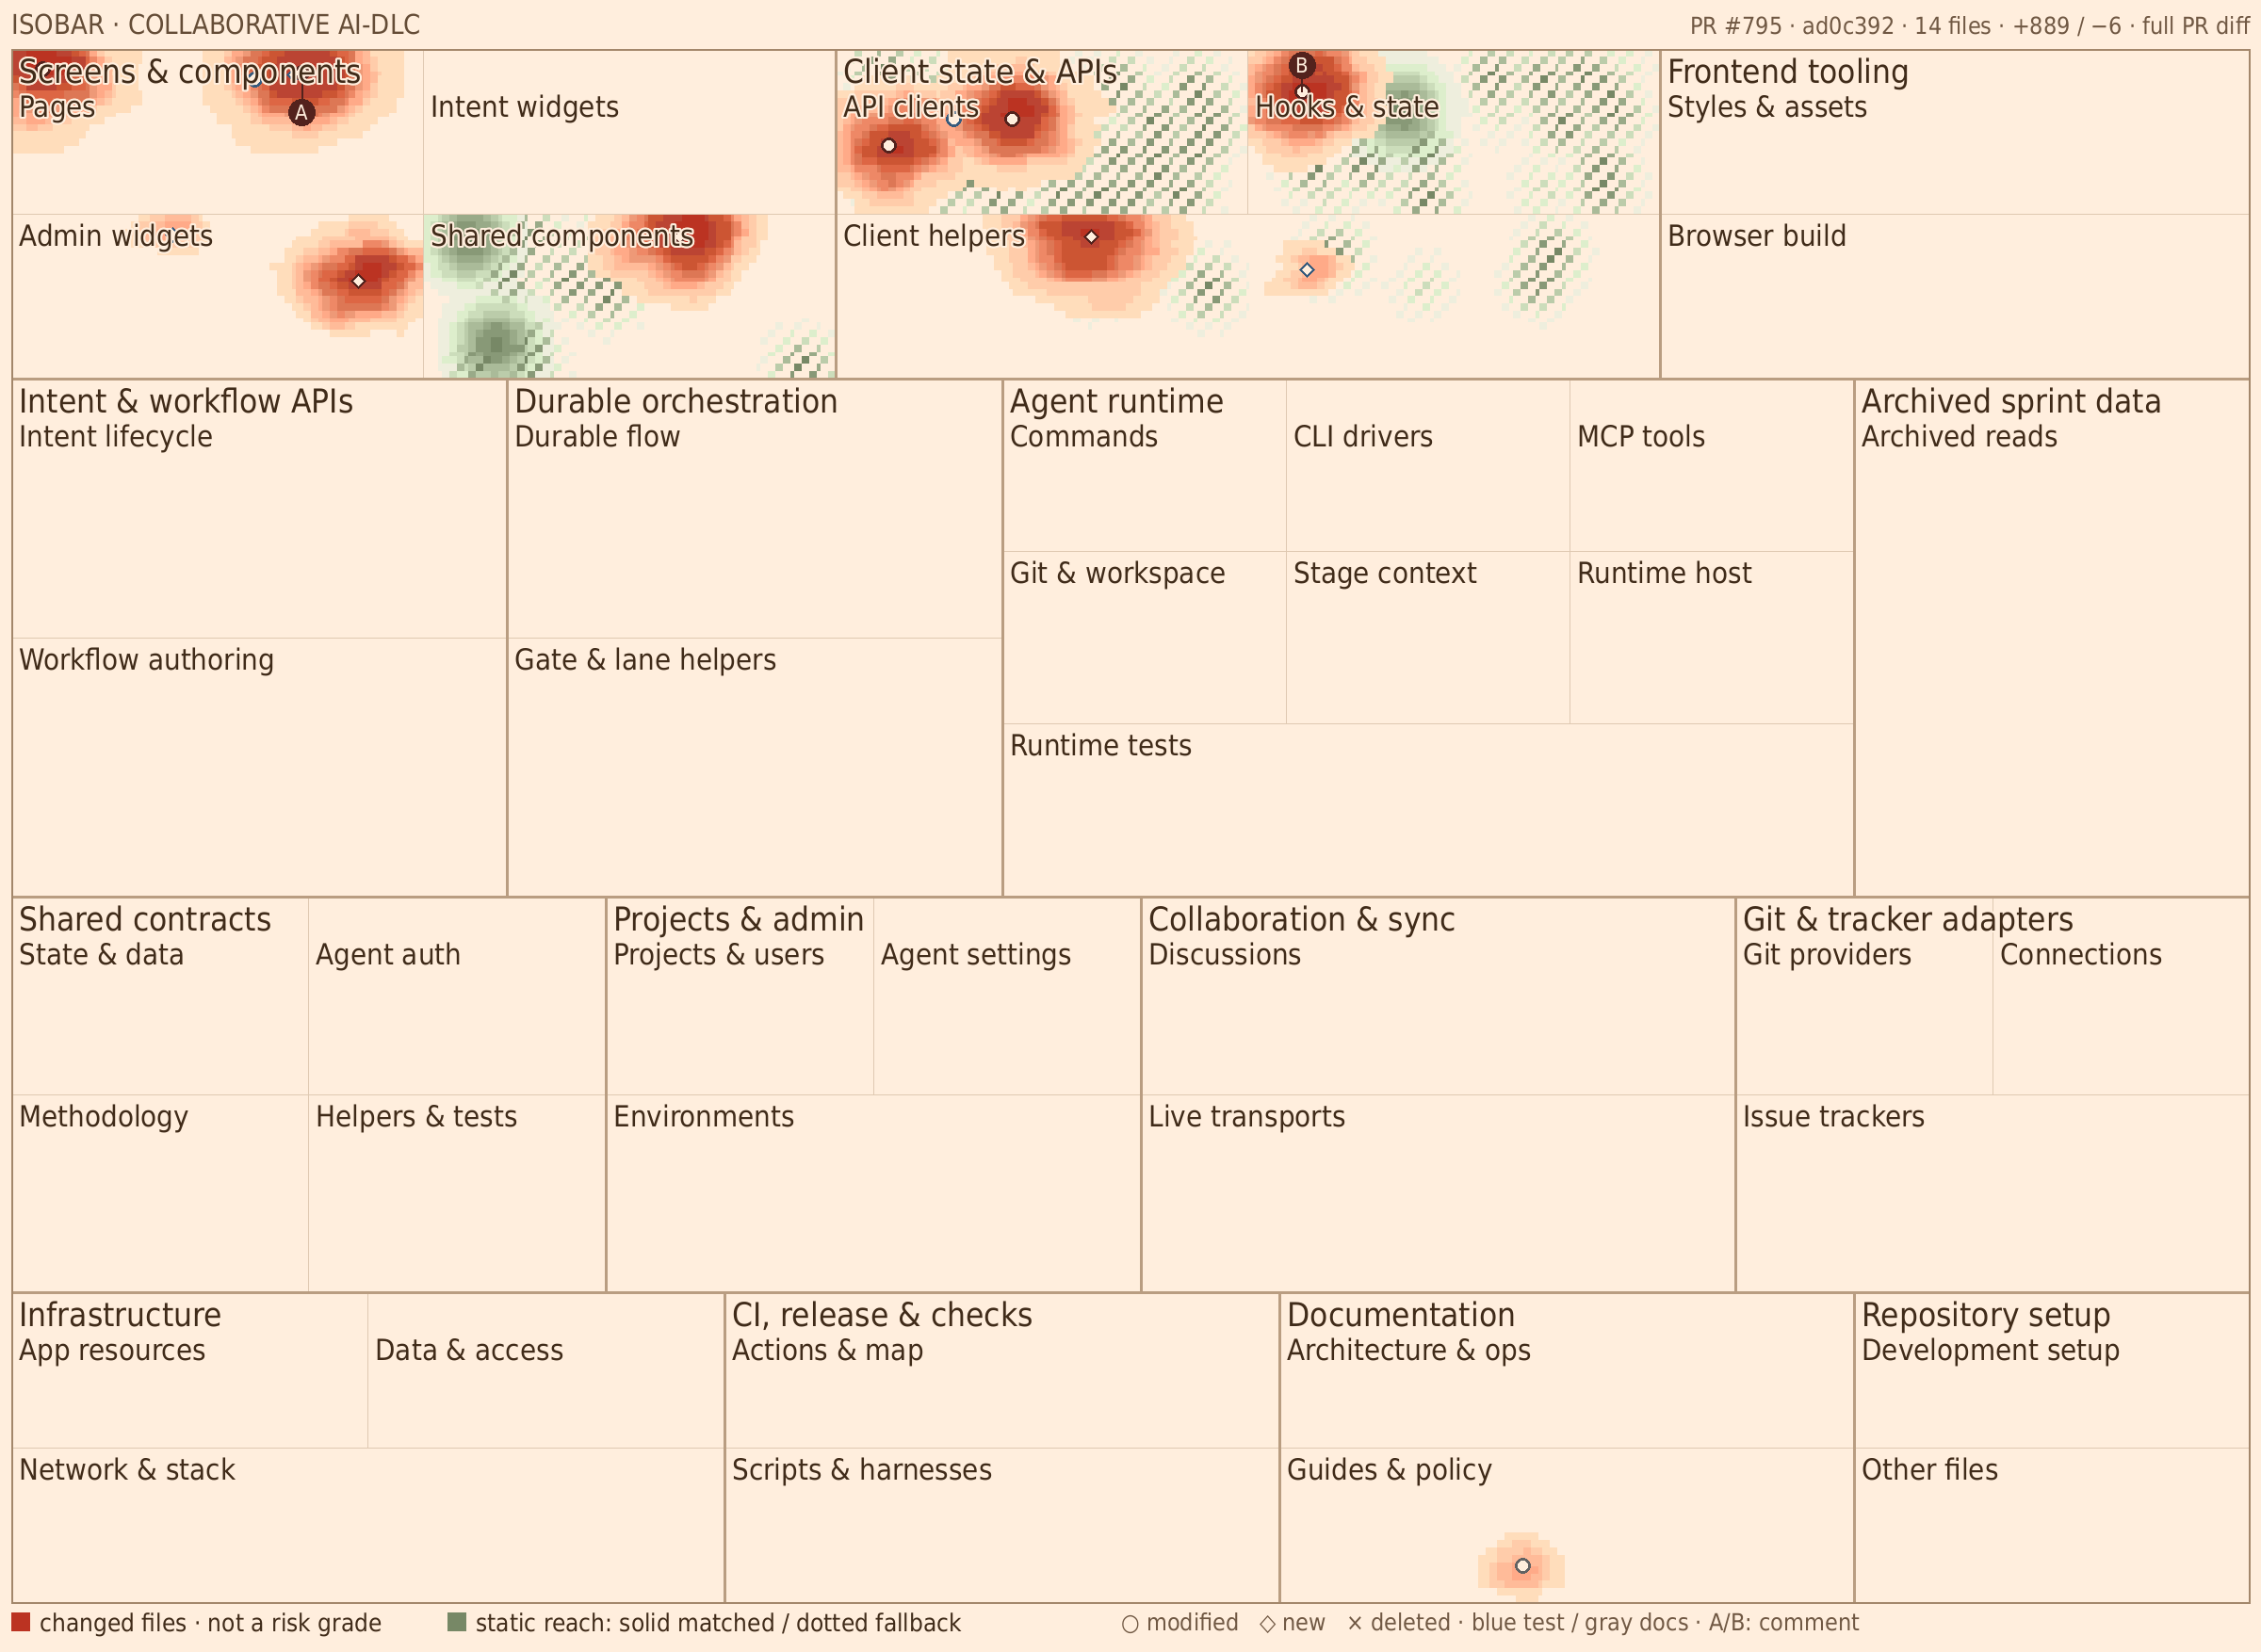 ISOBAR · COLLABORATIVE AI-DLC
PR #795 · ad0c392 · 14 files · +889 / −6 · full PR diff
Screens & components
Pages
A
Intent widgets
Client state & APIs
API clients
B
Hooks & state
Frontend tooling
Styles & assets
Admin widgets
Shared components
Client helpers
Browser build
Intent & workflow APIs
Intent lifecycle
Durable orchestration
Durable flow
Agent runtime
Commands
CLI drivers
MCP tools
Archived sprint data
Archived reads
Git & workspace
Stage context
Runtime host
Workflow authoring
Gate & lane helpers
Runtime tests
Shared contracts
State & data
Agent auth
Projects & admin
Projects & users
Agent settings
Collaboration & sync
Discussions
Git & tracker adapters
Git providers
Connections
Methodology
Helpers & tests
Environments
Live transports
Issue trackers
Infrastructure
App resources
Data & access
CI, release & checks
Actions & map
Documentation
Architecture & ops
Repository setup
Development setup
Network & stack
Scripts & harnesses
Guides & policy
Other files
changed files · not a risk grade
static reach: solid matched / dotted fallback
○ modified ◇ new × deleted · blue test / gray docs · A/B: comment